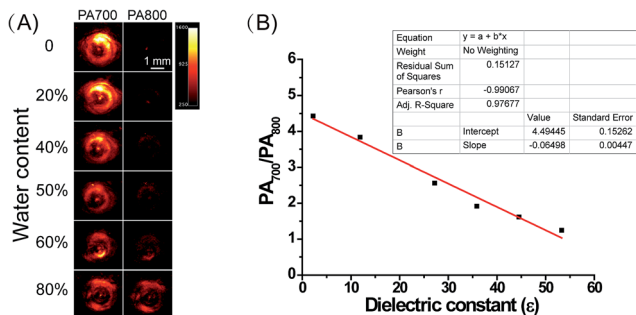 (A)
PA700 PA800
0
20%
40%
50%
60%
80%
Water content
1 mm
1600
250
(B)
Equation y = a + b*x
Weight No Weighting
Residual Sum of Squares 0.15127
Pearson's r -0.99067
Adj. R-Square 0.97677
Value Standard Error
B Intercept 4.49445 0.15262
B Slope -0.06498 0.00447
PA700/PA800
6
5
4
3
2
1
0
0 10 20 30 40 50 60
Dielectric constant (ε)